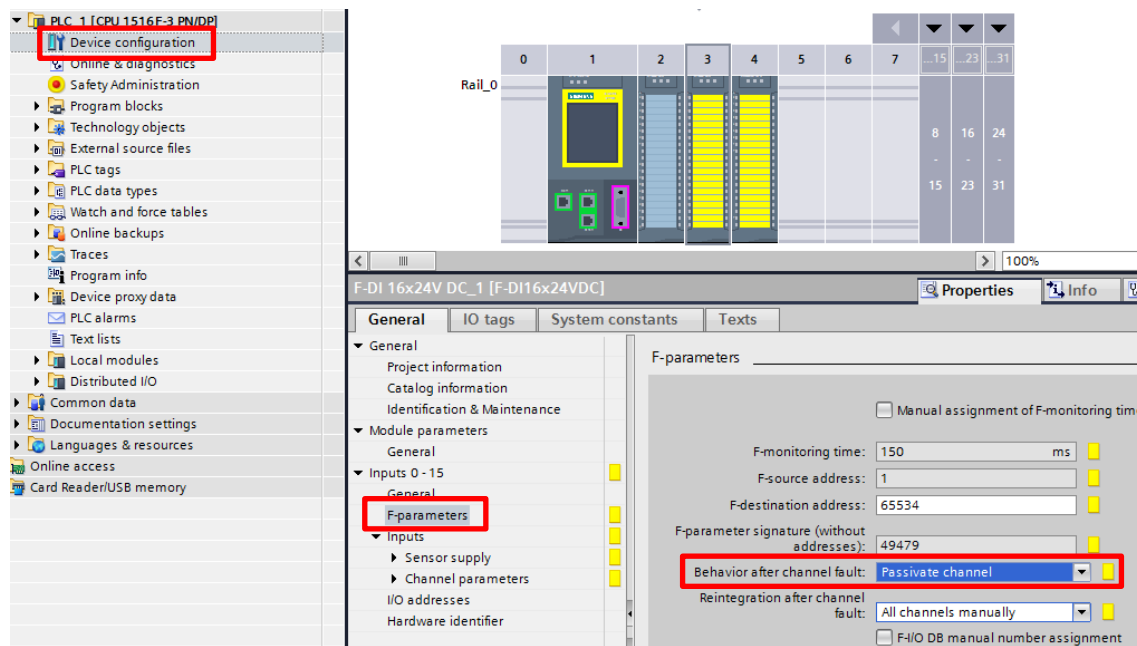 PLC_1 [CPU 1516F-3 PN/DP]
Device configuration
Online & diagnostics
Safety Administration
Program blocks
Technology objects
External source files
PLC tags
PLC data types
Watch and force tables
Online backups
Traces
Program info
Device proxy data
PLC alarms
Text lists
Local modules
Distributed I/O
Common data
Documentation settings
Languages & resources
Online access
Card Reader/USB memory
0 1 2 3 4 5 6 7 ...15 ...23 ...31
Rail_0
SIEMENS
8 16 24
- - -
15 23 31
100%
F-DI 16x24V DC_1 [F-DI16x24VDC]
Properties Info
General IO tags System constants Texts
General
Project information
Catalog information
Identification & Maintenance
Module parameters
General
Inputs 0 - 15
General
F-parameters
Inputs
Sensor supply
Channel parameters
I/O addresses
Hardware identifier
F-parameters
Manual assignment of F-monitoring tim
F-monitoring time: 150 ms
F-source address: 1
F-destination address: 65534
F-parameter signature (without
addresses): 49479
Behavior after channel fault: Passivate channel
Reintegration after channel
fault: All channels manually
F-I/O DB manual number assignment